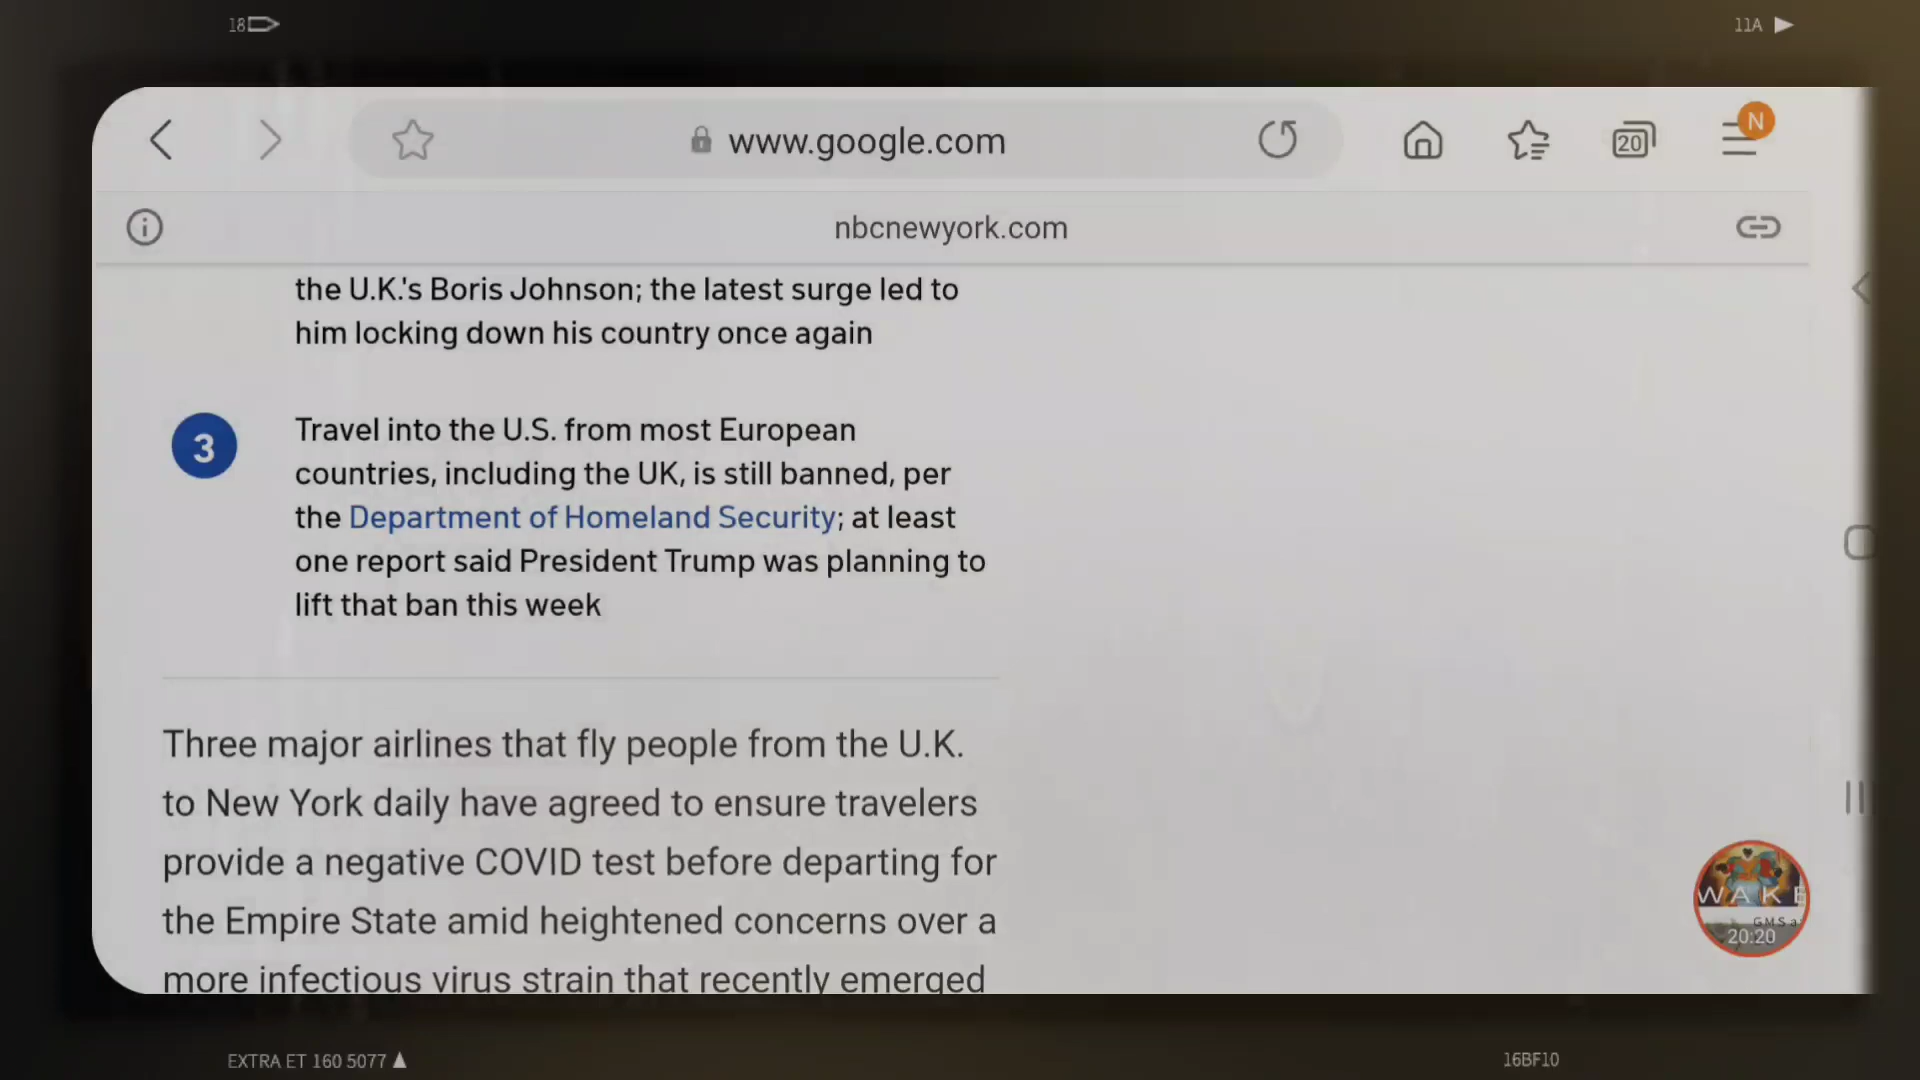 18
11A
www.google.com
20
N
nbcnewyork.com
the U.K.'s Boris Johnson; the latest surge led to
him locking down his country once again
3
Travel into the U.S. from most European
countries, including the UK, is still banned, per
the Department of Homeland Security; at least
one report said President Trump was planning to
lift that ban this week
Three major airlines that fly people from the U.K.
to New York daily have agreed to ensure travelers
provide a negative COVID test before departing for
the Empire State amid heightened concerns over a
more infectious virus strain that recently emerged
WAKE
GMS a
20:20
EXTRA ET 160 5077
16BF10